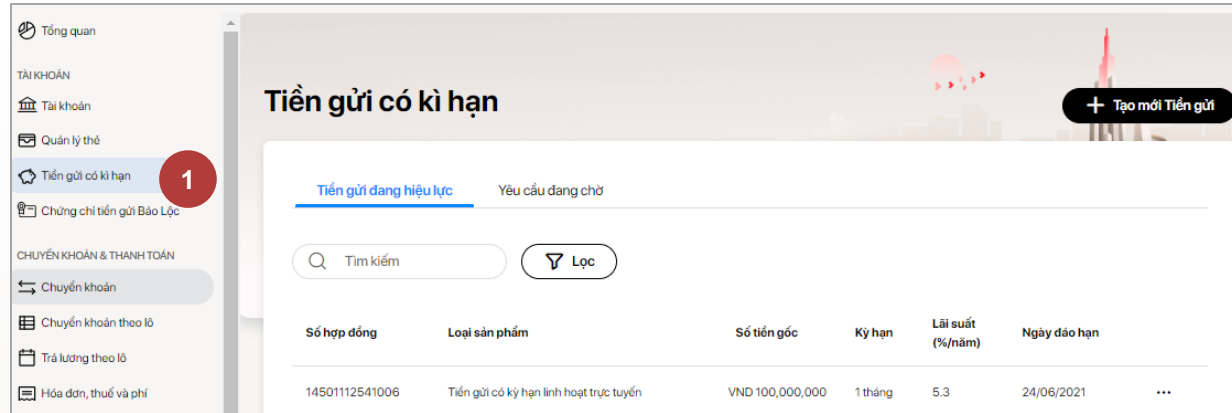 Tổng quan
TÀI KHOẢN
Tài khoản
Quản lý thẻ
Tiền gửi có kì hạn
1
Chứng chỉ tiền gửi Bảo Lộc
CHUYỂN KHOẢN & THANH TOÁN
Chuyển khoản
Chuyển khoản theo lô
Trả lương theo lô
Hóa đơn, thuế và phí
Tiền gửi có kì hạn
+ Tạo mới Tiền gửi
Tiền gửi đang hiệu lực Yêu cầu đang chờ
Tìm kiếm Lọc
Số hợp đồng Loại sản phẩm Số tiền gốc Kỳ hạn Lãi suất (%/năm) Ngày đáo hạn
14501112541006 Tiền gửi có kỳ hạn linh hoạt trực tuyến VND 100,000,000 1 tháng 5.3 24/06/2021 ...